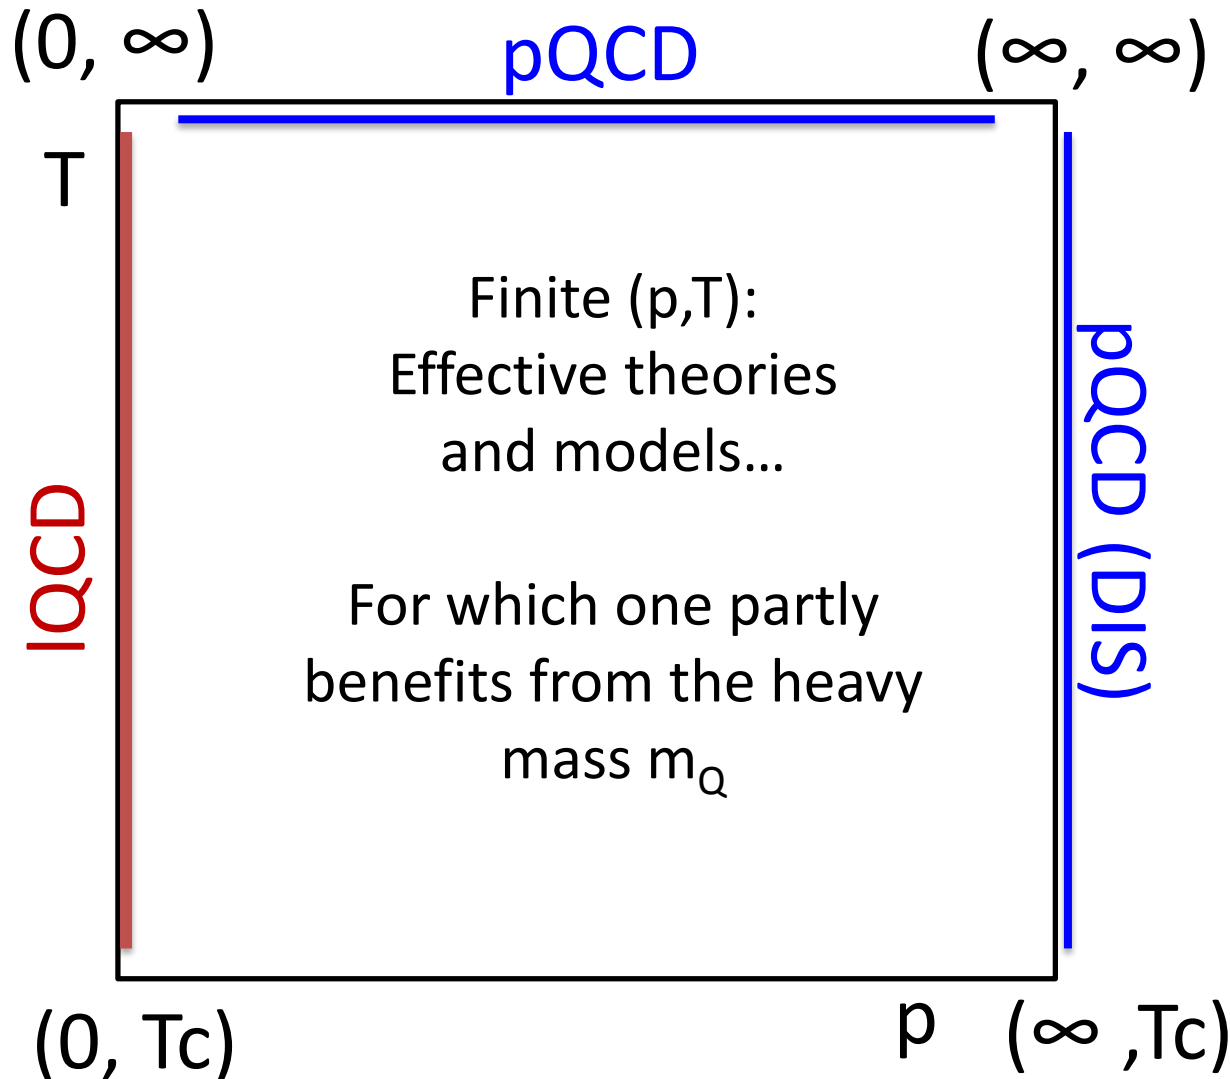 (0, ∞)
pQCD
(∞, ∞)
T
Finite (p,T):
Effective theories
and models...
For which one partly
benefits from the heavy
mass mQ
lQCD
pQCD (DIS)
(0, Tc)
p
(∞ ,Tc)